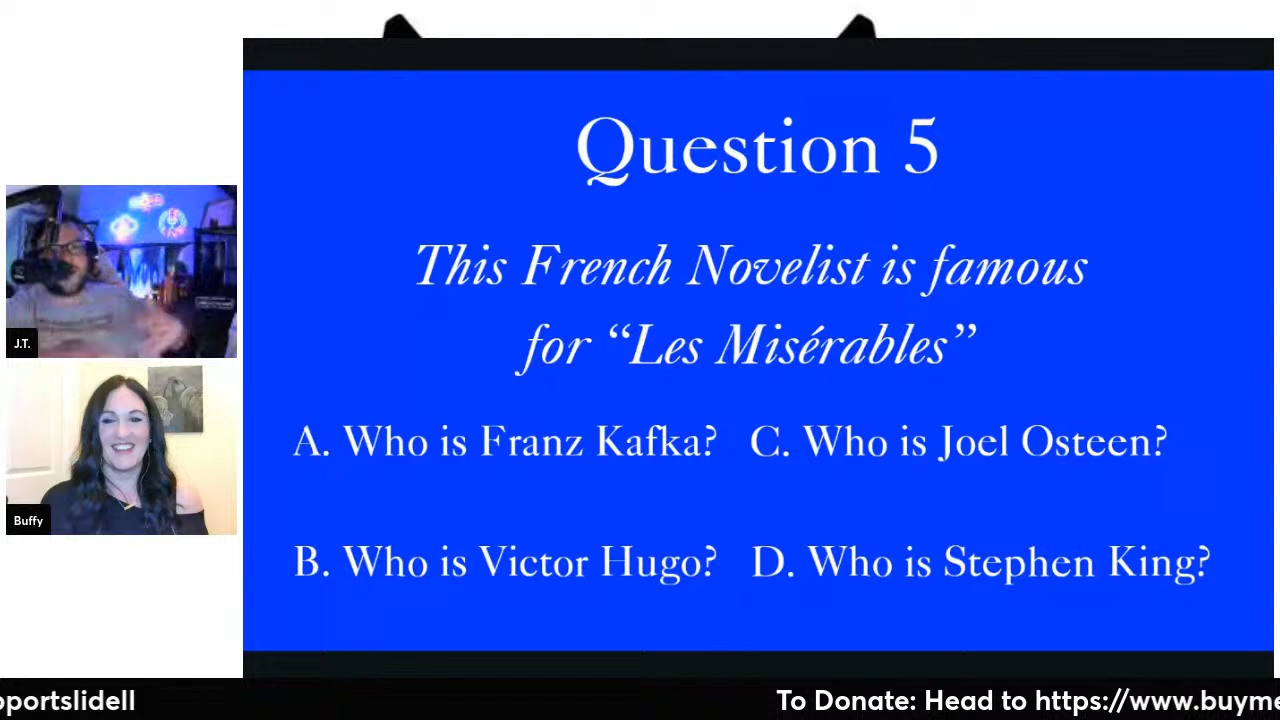 Question 5
This French Novelist is famous
for “Les Misérables”
A. Who is Franz Kafka?
C. Who is Joel Osteen?
B. Who is Victor Hugo?
D. Who is Stephen King?
J.T.
Buffy
pportslidell
To Donate: Head to https://www.buyme